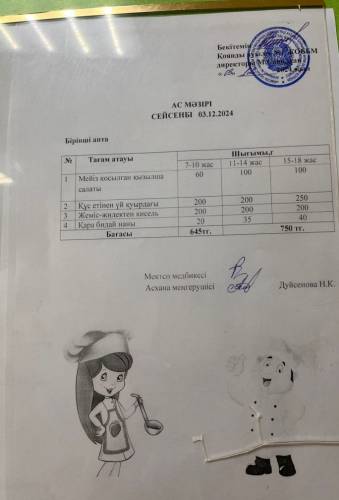 Бекітемін
Қоянды ЖОББМ
директоры
АС МӘЗІРІ
СЕЙСЕНБІ 03.12.2024
Бірінші апта
№ Тағам атауы Шығымы,г
7-10 жас 11-14 жас 15-18 жас
1 Мейіз қосылған қызылша салаты 60 100 100
2 Құс етінен үй қуырдағы 200 200 250
3 Жеміс-жидектен кисель 200 200 200
4 Қара бидай наны 20 35 40
Бағасы 645тг. 750 тг.
Мектеп медбикесі
Асхана меңгерушісі Дуйсенова Н.К.